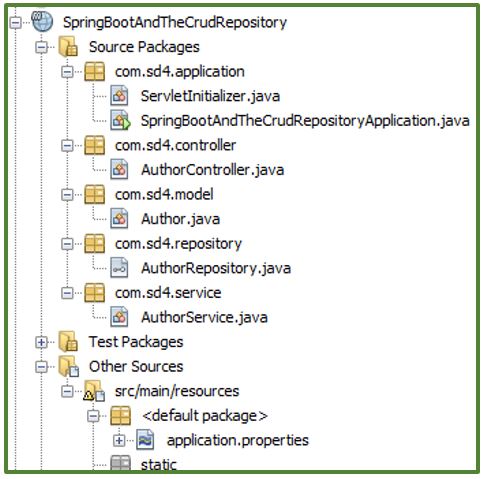 SpringBootAndTheCrudRepository
Source Packages
com.sd4.application
ServletInitializer.java
SpringBootAndTheCrudRepositoryApplication.java
com.sd4.controller
AuthorController.java
com.sd4.model
Author.java
com.sd4.repository
AuthorRepository.java
com.sd4.service
AuthorService.java
Test Packages
Other Sources
src/main/resources
<default package>
application.properties
static